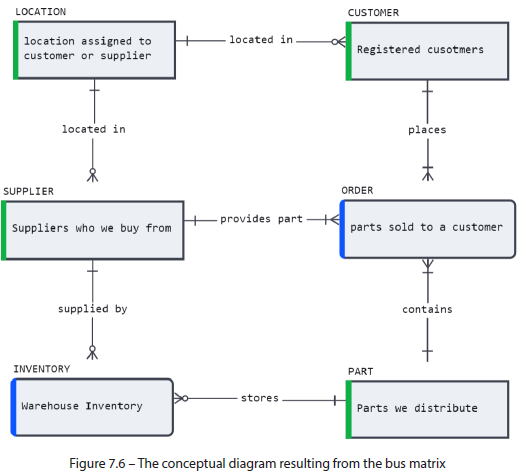 LOCATION
location assigned to
customer or supplier
located in
CUSTOMER
Registered cusotmers
located in
places
SUPPLIER
Suppliers who we buy from
provides part
ORDER
parts sold to a customer
supplied by
contains
INVENTORY
Warehouse Inventory
stores
PART
Parts we distribute
Figure 7.6 – The conceptual diagram resulting from the bus matrix